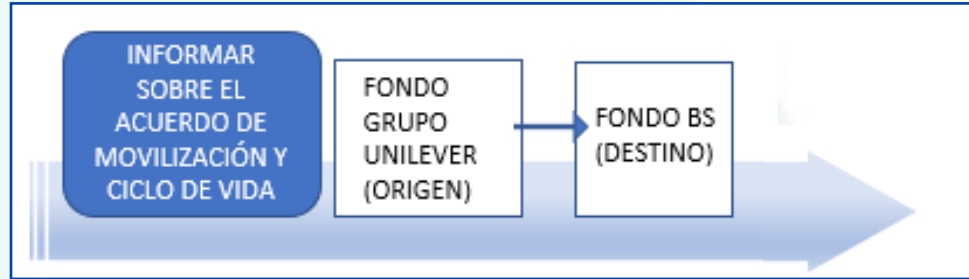 INFORMAR
SOBRE EL
ACUERDO DE
MOVILIZACIÓN Y
CICLO DE VIDA
FONDO
GRUPO
UNILEVER
(ORIGEN)
FONDO BS
(DESTINO)